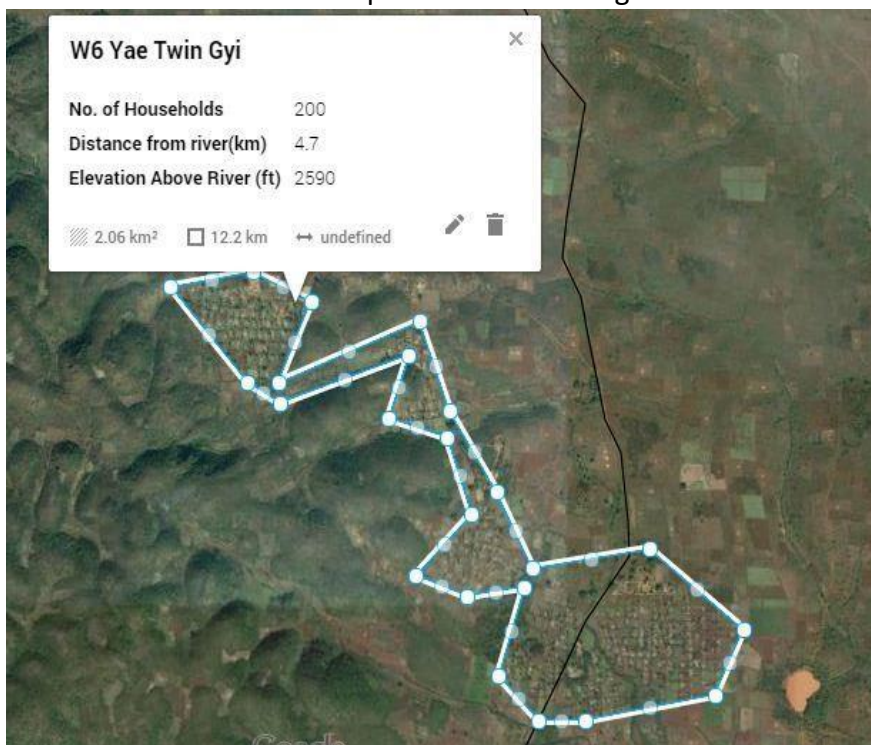 W6 Yae Twin Gyi
No. of Households 200
Distance from river(km) 4.7
Elevation Above River (ft) 2590
2.06 km² 12.2 km ↔ undefined